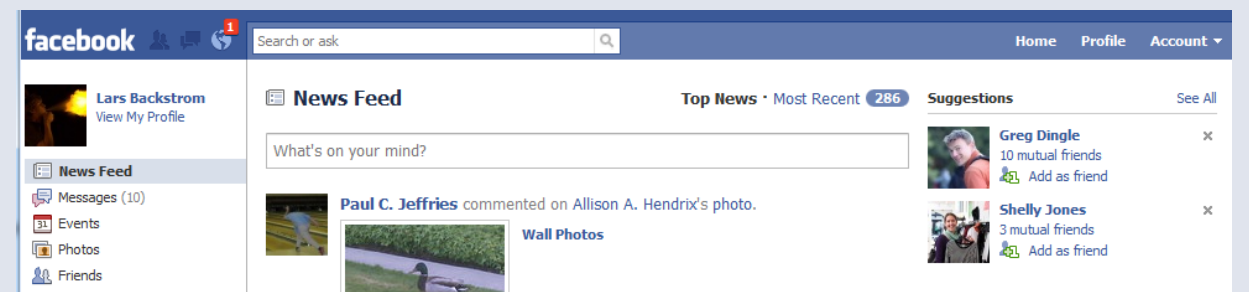 facebook
1
Search or ask
Home Profile Account
Lars Backstrom
View My Profile
News Feed
Messages (10)
31 Events
Photos
Friends
News Feed
Top News · Most Recent 286
What's on your mind?
Paul C. Jeffries commented on Allison A. Hendrix's photo.
Wall Photos
Suggestions See All
Greg Dingle
10 mutual friends
Add as friend
Shelly Jones
3 mutual friends
Add as friend